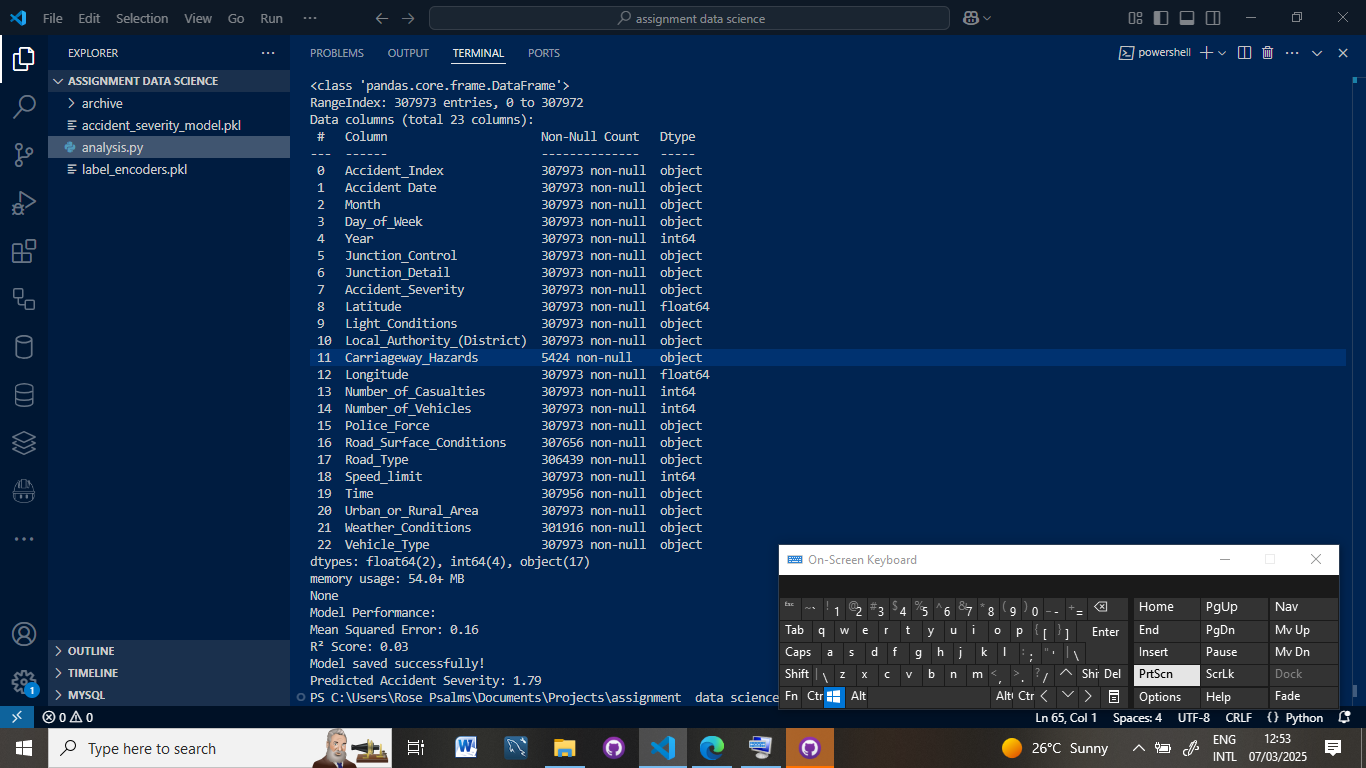 File Edit Selection View Go Run ··· assignment data science
EXPLORER ···
ASSIGNMENT DATA SCIENCE
archive
accident_severity_model.pkl
analysis.py
label_encoders.pkl
OUTLINE
TIMELINE
MYSQL
1
PROBLEMS OUTPUT TERMINAL PORTS powershell
<class 'pandas.core.frame.DataFrame'>
RangeIndex: 307973 entries, 0 to 307972
Data columns (total 23 columns):
 #   Column                      Non-Null Count   Dtype
---  ------                      --------------   -----
 0   Accident_Index              307973 non-null  object
 1   Accident Date               307973 non-null  object
 2   Month                       307973 non-null  object
 3   Day_of_Week                 307973 non-null  object
 4   Year                        307973 non-null  int64
 5   Junction_Control            307973 non-null  object
 6   Junction_Detail             307973 non-null  object
 7   Accident_Severity           307973 non-null  object
 8   Latitude                    307973 non-null  float64
 9   Light_Conditions            307973 non-null  object
 10  Local_Authority_(District)  307973 non-null  object
 11  Carriageway_Hazards         5424 non-null    object
 12  Longitude                   307973 non-null  float64
 13  Number_of_Casualties        307973 non-null  int64
 14  Number_of_Vehicles          307973 non-null  int64
 15  Police_Force                307973 non-null  object
 16  Road_Surface_Conditions     307656 non-null  object
 17  Road_Type                   306439 non-null  object
 18  Speed_limit                 307973 non-null  int64
 19  Time                        307956 non-null  object
 20  Urban_or_Rural_Area         307973 non-null  object
 21  Weather_Conditions          301916 non-null  object
 22  Vehicle_Type                307973 non-null  object
dtypes: float64(2), int64(4), object(17)
memory usage: 54.0+ MB
None
Model Performance:
Mean Squared Error: 0.16
R² Score: 0.03
Model saved successfully!
Predicted Accident Severity: 1.79
PS C:\Users\Rose Psalms\Documents\Projects\assignment  data science
On-Screen Keyboard
esc ~ ` ! 1 @ 2 # 3 $ 4 % 5 ^ 6 & 7 * 8 ( 9 ) 0 _ - + = Home PgUp Nav
Tab q w e r t y u i o p { [ } ] Enter End PgDn Mv Up
Caps a s d f g h j k l : ; " ' | \ Insert Pause Mv Dn
Shift | \ z x c v b n m < , > . ? / Shi Del PrtScn ScrLk Dock
Fn Ctr Alt Alt Ctr Options Help Fade
0 0 Ln 65, Col 1 Spaces: 4 UTF-8 CRLF {} Python
Type here to search 26°C Sunny ENG INTL 12:53 07/03/2025